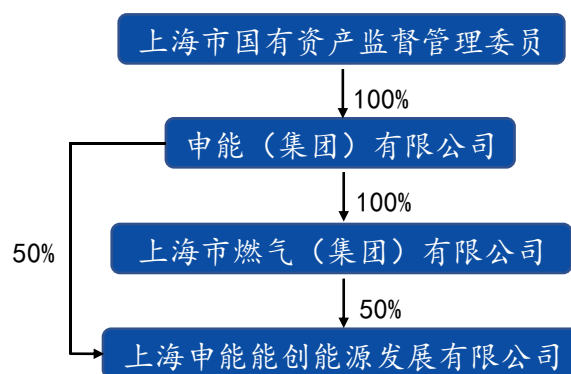 上海市国有资产监督管理委员
100%
申能（集团）有限公司
100%
50%
上海市燃气（集团）有限公司
50%
上海申能能创能源发展有限公司